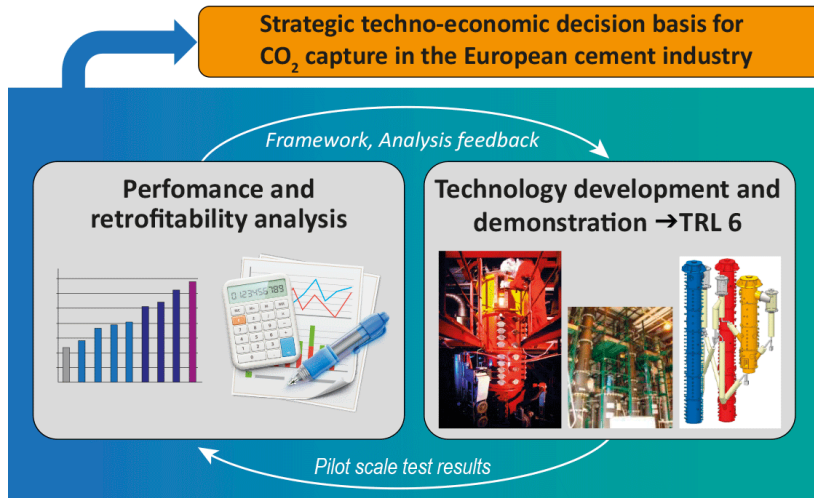 Strategic techno-economic decision basis for
CO₂ capture in the European cement industry
Framework, Analysis feedback
Perfomance and
retrofitability analysis
Technology development and
demonstration →TRL 6
0123456789
Pilot scale test results